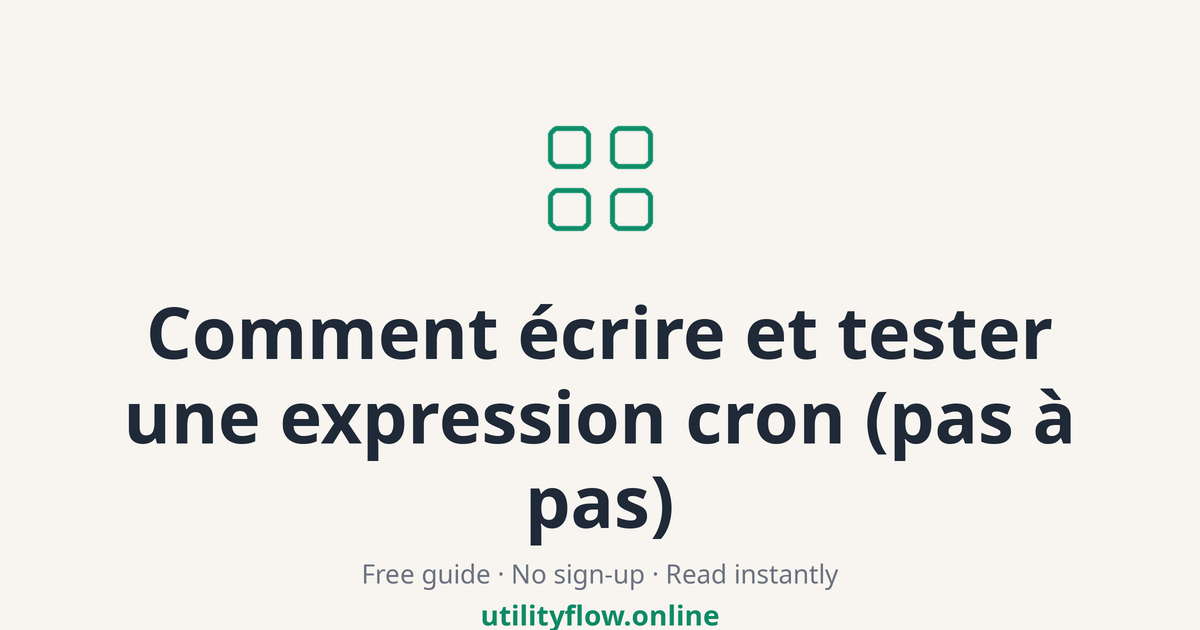 Comment écrire et tester
une expression cron (pas à
pas)
Free guide · No sign-up · Read instantly
utilityflow.online